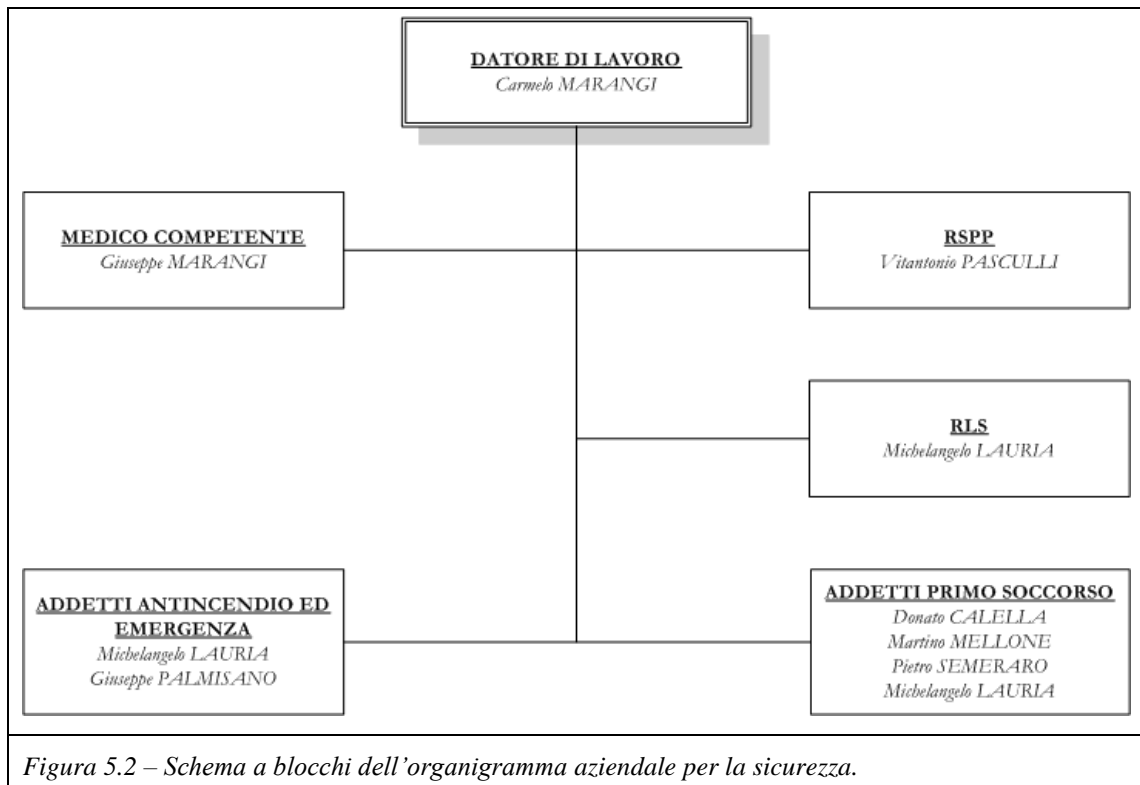 DATORE DI LAVORO
Carmelo MARANGI
MEDICO COMPETENTE
Giuseppe MARANGI
RSPP
Vitantonio PASCULLI
RLS
Michelangelo LAURIA
ADDETTI ANTINCENDIO ED
EMERGENZA
Michelangelo LAURIA
Giuseppe PALMISANO
ADDETTI PRIMO SOCCORSO
Donato CALELLA
Martino MELLONE
Pietro SEMERARO
Michelangelo LAURIA
Figura 5.2 – Schema a blocchi dell’organigramma aziendale per la sicurezza.